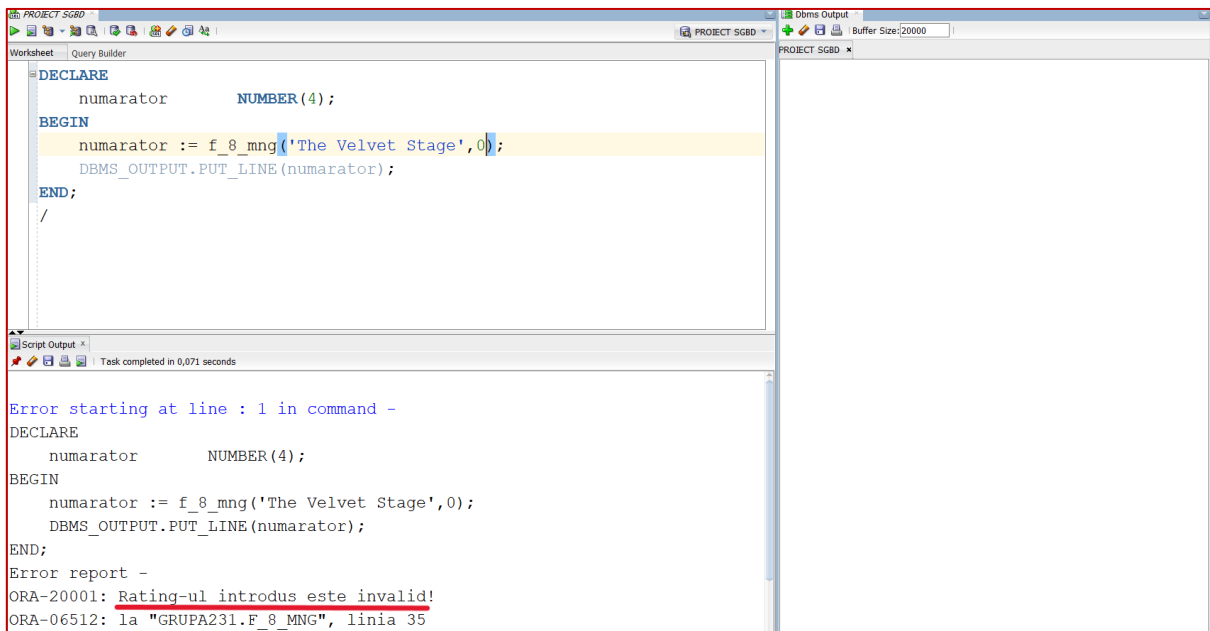 PROIECT SGBD
PROIECT SGBD
Worksheet Query Builder
DECLARE
numarator NUMBER(4);
BEGIN
numarator := f_8_mng('The Velvet Stage',0);
DBMS_OUTPUT.PUT_LINE(numarator);
END;
/
Script Output
Task completed in 0,071 seconds
Error starting at line : 1 in command -
DECLARE
numarator NUMBER(4);
BEGIN
numarator := f_8_mng('The Velvet Stage',0);
DBMS_OUTPUT.PUT_LINE(numarator);
END;
Error report -
ORA-20001: Rating-ul introdus este invalid!
ORA-06512: la "GRUPA231.F_8_MNG", linia 35
Dbms Output
Buffer Size: 20000
PROIECT SGBD